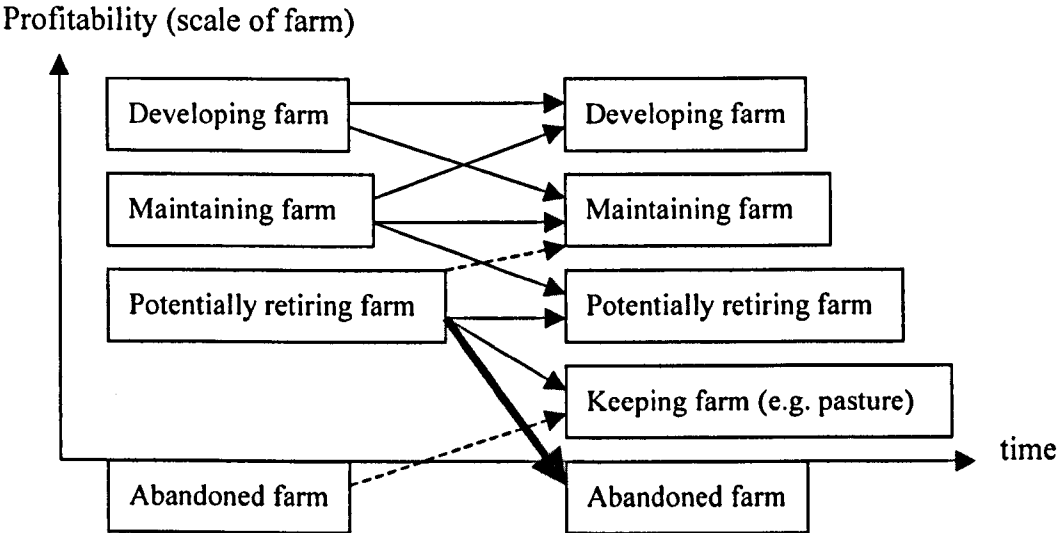 Profitability (scale of farm)
Developing farm
Developing farm
Maintaining farm
Maintaining farm
Potentially retiring farm
Potentially retiring farm
Keeping farm (e.g. pasture)
time
Abandoned farm
Abandoned farm